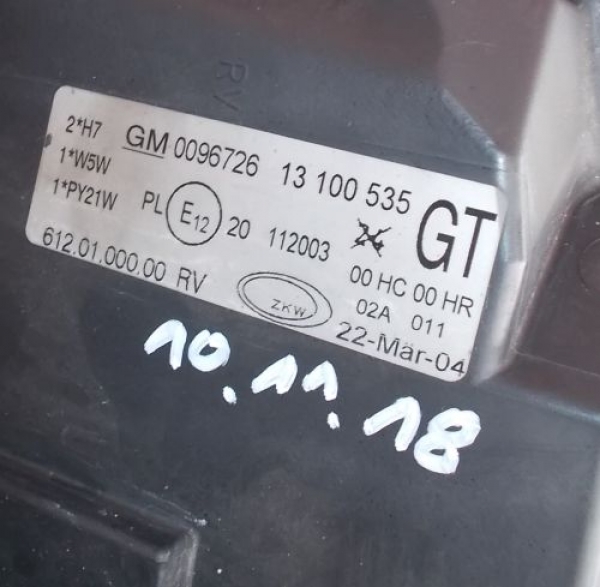 RV
2*H7 GM 0096726 13 100 535 GT
1*W5W
1*PY21W PL E12 20 112003 24
00 HC 00 HR
612.01.000.00 RV ZKW 02A 011
22-Mär-04
10.11.18